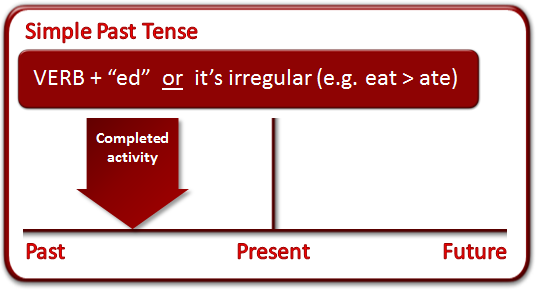 Simple Past Tense
VERB + “ed” or it’s irregular (e.g. eat > ate)
Completed
activity
Past Present Future